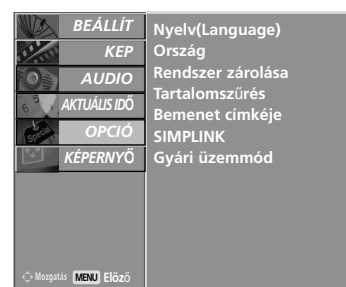 BEÁLLÍT
KEP
AUDIO
AKTUÁLIS IDŐ
OPCIÓ
KÉPERNYŐ
Nyelv(Language)
Ország
Rendszer zárolása
Tartalomszűrés
Bemenet címkéje
SIMPLINK
Gyári üzemmód
Special
Mozgatás MENU Előző